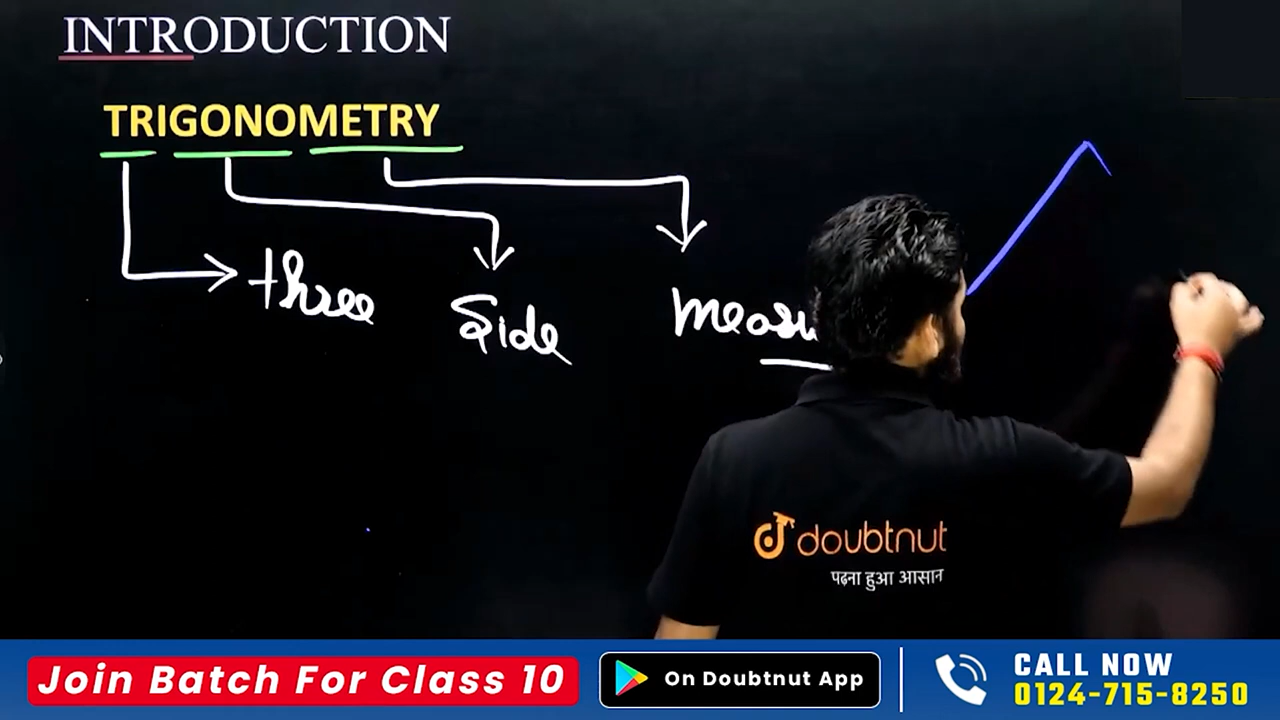 INTRODUCTION
TRIGONOMETRY
three
Side
doubtnut
पढ़ना हुआ आसान
Join Batch For Class 10
On Doubtnut App
CALL NOW
0124-715-8250